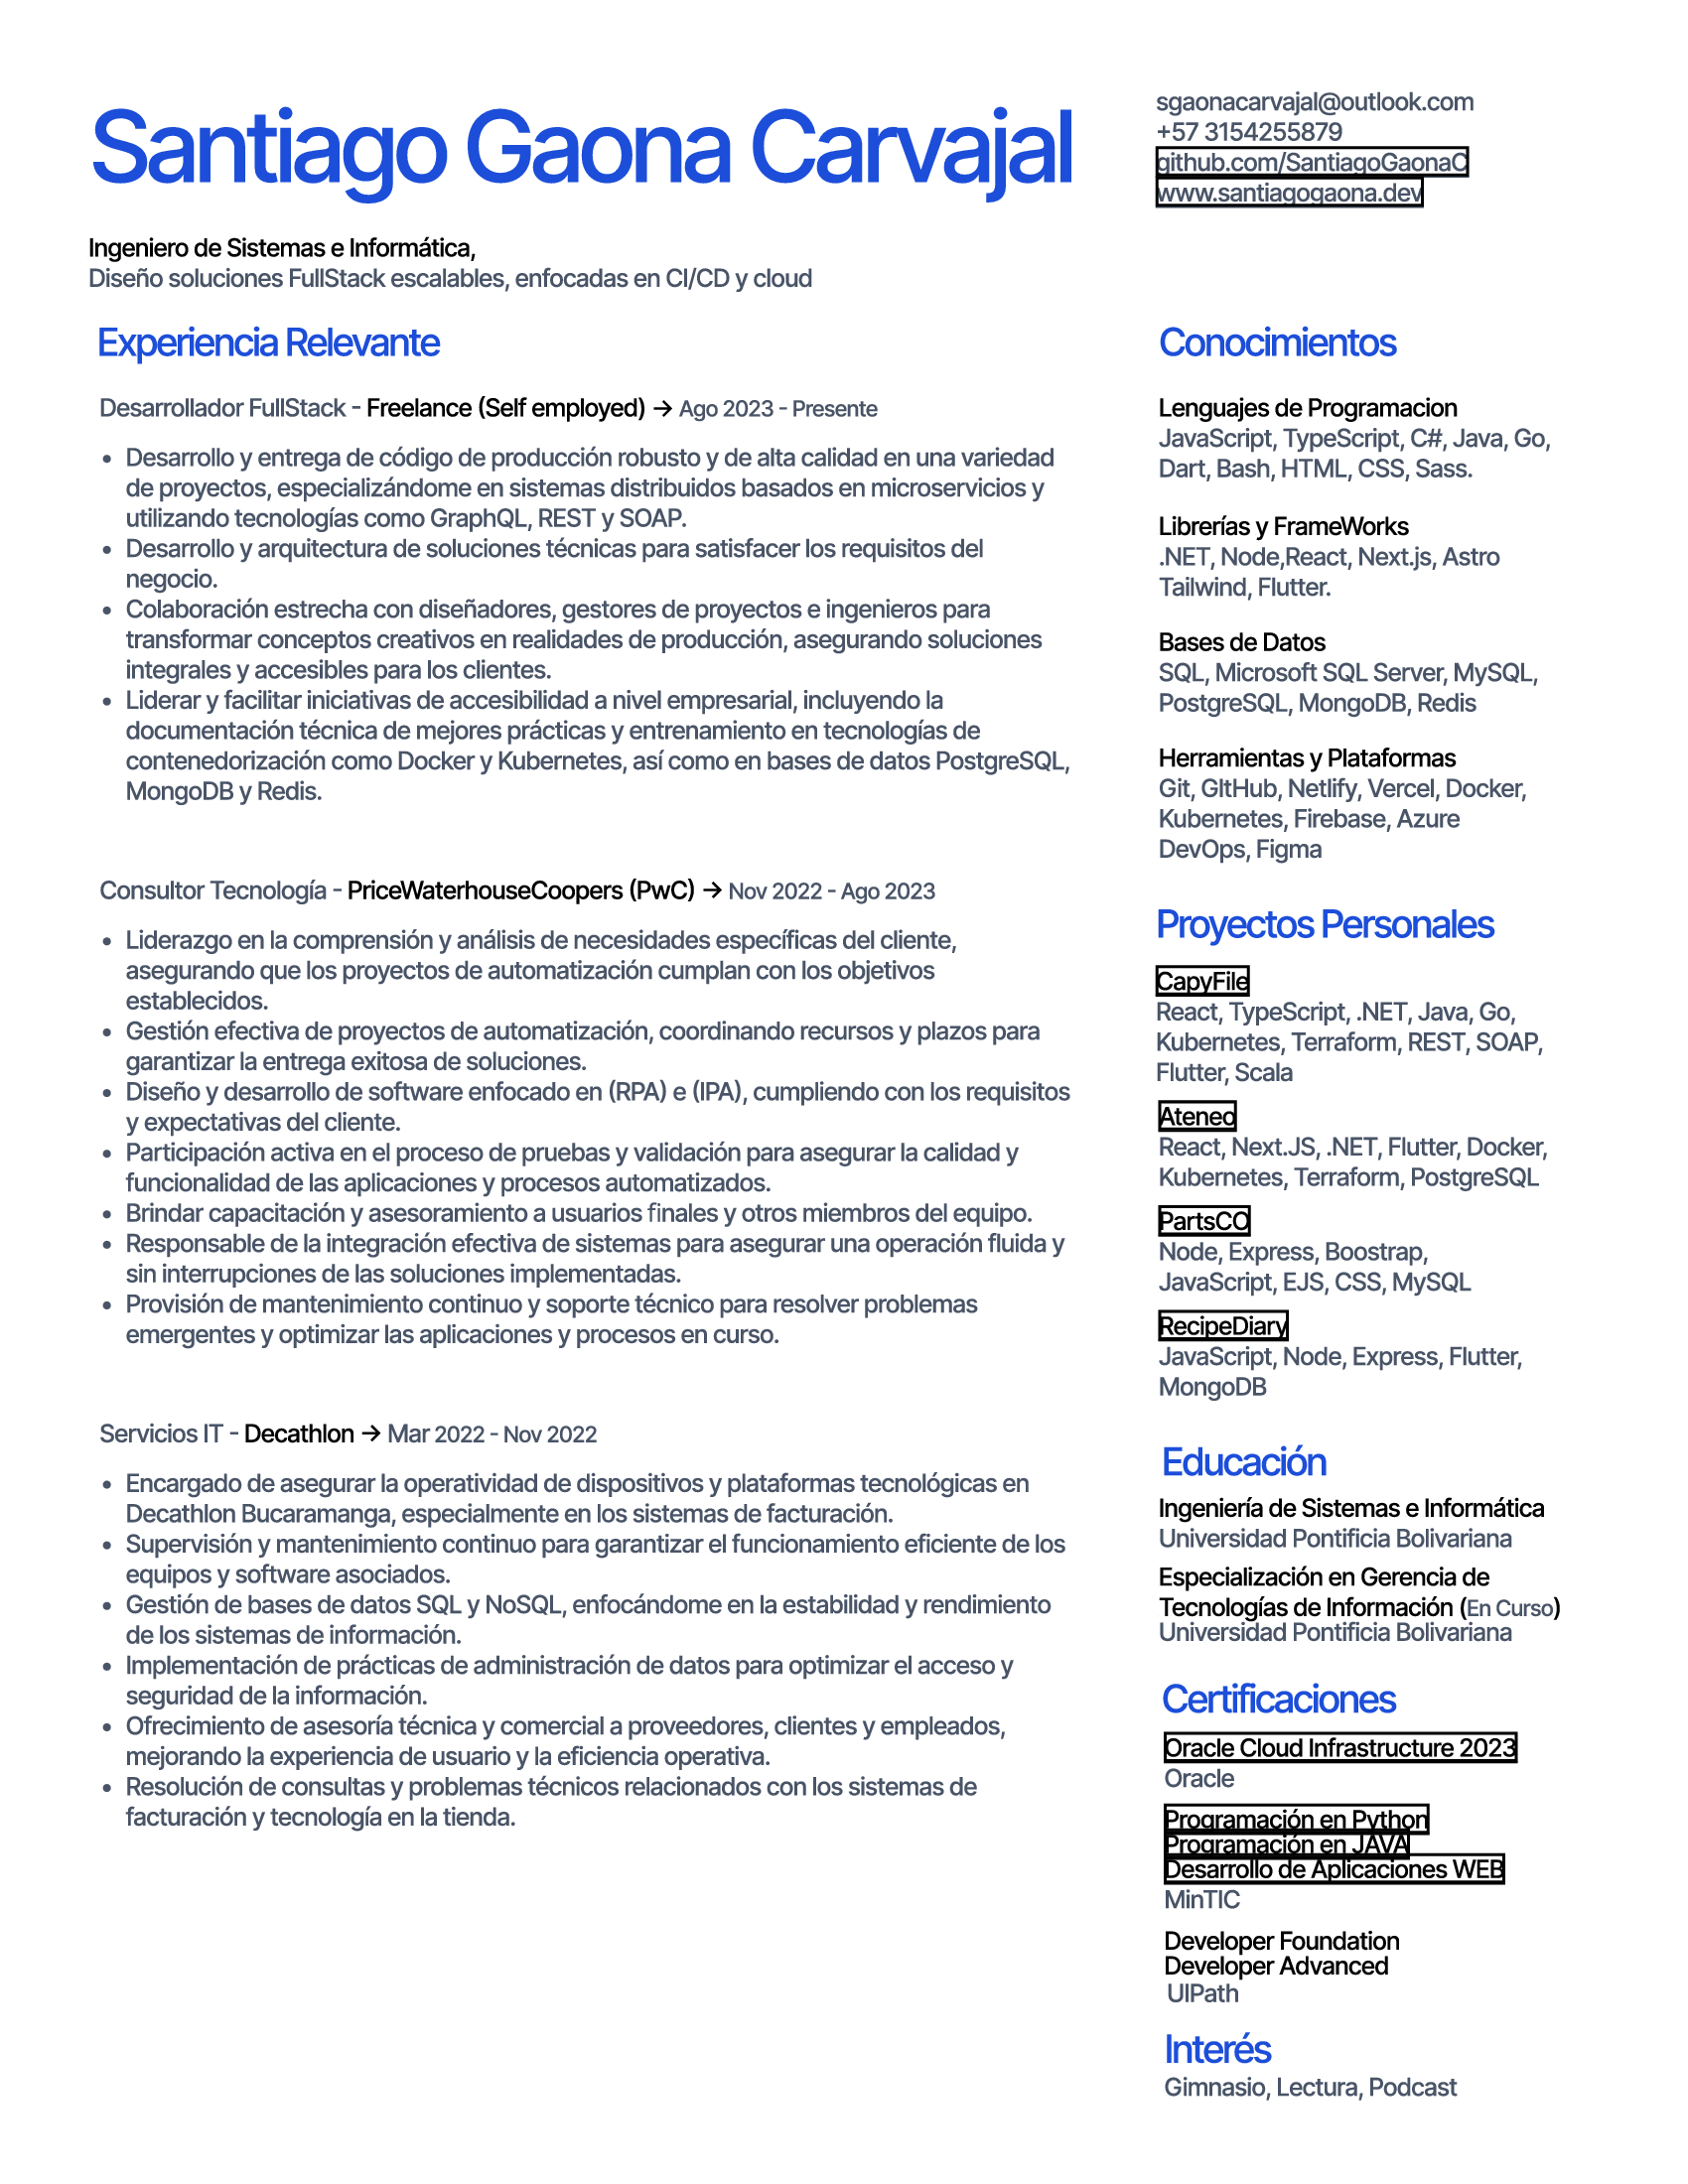 Santiago Gaona Carvajal
sgaonacarvajal@outlook.com
+57 3154255879
github.com/SantiagoGaonaC
www.santiagogaona.dev
Ingeniero de Sistemas e Informática,
Diseño soluciones FullStack escalables, enfocadas en CI/CD y cloud
Experiencia Relevante
Desarrollador FullStack - Freelance (Self employed) → Ago 2023 - Presente
• Desarrollo y entrega de código de producción robusto y de alta calidad en una variedad
de proyectos, especializándome en sistemas distribuidos basados en microservicios y
utilizando tecnologías como GraphQL, REST y SOAP.
• Desarrollo y arquitectura de soluciones técnicas para satisfacer los requisitos del
negocio.
• Colaboración estrecha con diseñadores, gestores de proyectos e ingenieros para
transformar conceptos creativos en realidades de producción, asegurando soluciones
integrales y accesibles para los clientes.
• Liderar y facilitar iniciativas de accesibilidad a nivel empresarial, incluyendo la
documentación técnica de mejores prácticas y entrenamiento en tecnologías de
contenedorización como Docker y Kubernetes, así como en bases de datos PostgreSQL,
MongoDB y Redis.
Consultor Tecnología - PriceWaterhouseCoopers (PwC) → Nov 2022 - Ago 2023
• Liderazgo en la comprensión y análisis de necesidades específicas del cliente,
asegurando que los proyectos de automatización cumplan con los objetivos
establecidos.
• Gestión efectiva de proyectos de automatización, coordinando recursos y plazos para
garantizar la entrega exitosa de soluciones.
• Diseño y desarrollo de software enfocado en (RPA) e (IPA), cumpliendo con los requisitos
y expectativas del cliente.
• Participación activa en el proceso de pruebas y validación para asegurar la calidad y
funcionalidad de las aplicaciones y procesos automatizados.
• Brindar capacitación y asesoramiento a usuarios finales y otros miembros del equipo.
• Responsable de la integración efectiva de sistemas para asegurar una operación fluida y
sin interrupciones de las soluciones implementadas.
• Provisión de mantenimiento continuo y soporte técnico para resolver problemas
emergentes y optimizar las aplicaciones y procesos en curso.
Servicios IT - Decathlon → Mar 2022 - Nov 2022
• Encargado de asegurar la operatividad de dispositivos y plataformas tecnológicas en
Decathlon Bucaramanga, especialmente en los sistemas de facturación.
• Supervisión y mantenimiento continuo para garantizar el funcionamiento eficiente de los
equipos y software asociados.
• Gestión de bases de datos SQL y NoSQL, enfocándome en la estabilidad y rendimiento
de los sistemas de información.
• Implementación de prácticas de administración de datos para optimizar el acceso y
seguridad de la información.
• Ofrecimiento de asesoría técnica y comercial a proveedores, clientes y empleados,
mejorando la experiencia de usuario y la eficiencia operativa.
• Resolución de consultas y problemas técnicos relacionados con los sistemas de
facturación y tecnología en la tienda.
Conocimientos
Lenguajes de Programacion
JavaScript, TypeScript, C#, Java, Go,
Dart, Bash, HTML, CSS, Sass.
Librerías y FrameWorks
.NET, Node,React, Next.js, Astro
Tailwind, Flutter.
Bases de Datos
SQL, Microsoft SQL Server, MySQL,
PostgreSQL, MongoDB, Redis
Herramientas y Plataformas
Git, GItHub, Netlify, Vercel, Docker,
Kubernetes, Firebase, Azure
DevOps, Figma
Proyectos Personales
CapyFile
React, TypeScript, .NET, Java, Go,
Kubernetes, Terraform, REST, SOAP,
Flutter, Scala
Ateneo
React, Next.JS, .NET, Flutter, Docker,
Kubernetes, Terraform, PostgreSQL
PartsCO
Node, Express, Boostrap,
JavaScript, EJS, CSS, MySQL
RecipeDiary
JavaScript, Node, Express, Flutter,
MongoDB
Educación
Ingeniería de Sistemas e Informática
Universidad Pontificia Bolivariana
Especialización en Gerencia de
Tecnologías de Información (En Curso)
Universidad Pontificia Bolivariana
Certificaciones
Oracle Cloud Infrastructure 2023
Oracle
Programación en Python
Programación en JAVA
Desarrollo de Aplicaciones WEB
MinTIC
Developer Foundation
Developer Advanced
UIPath
Interés
Gimnasio, Lectura, Podcast